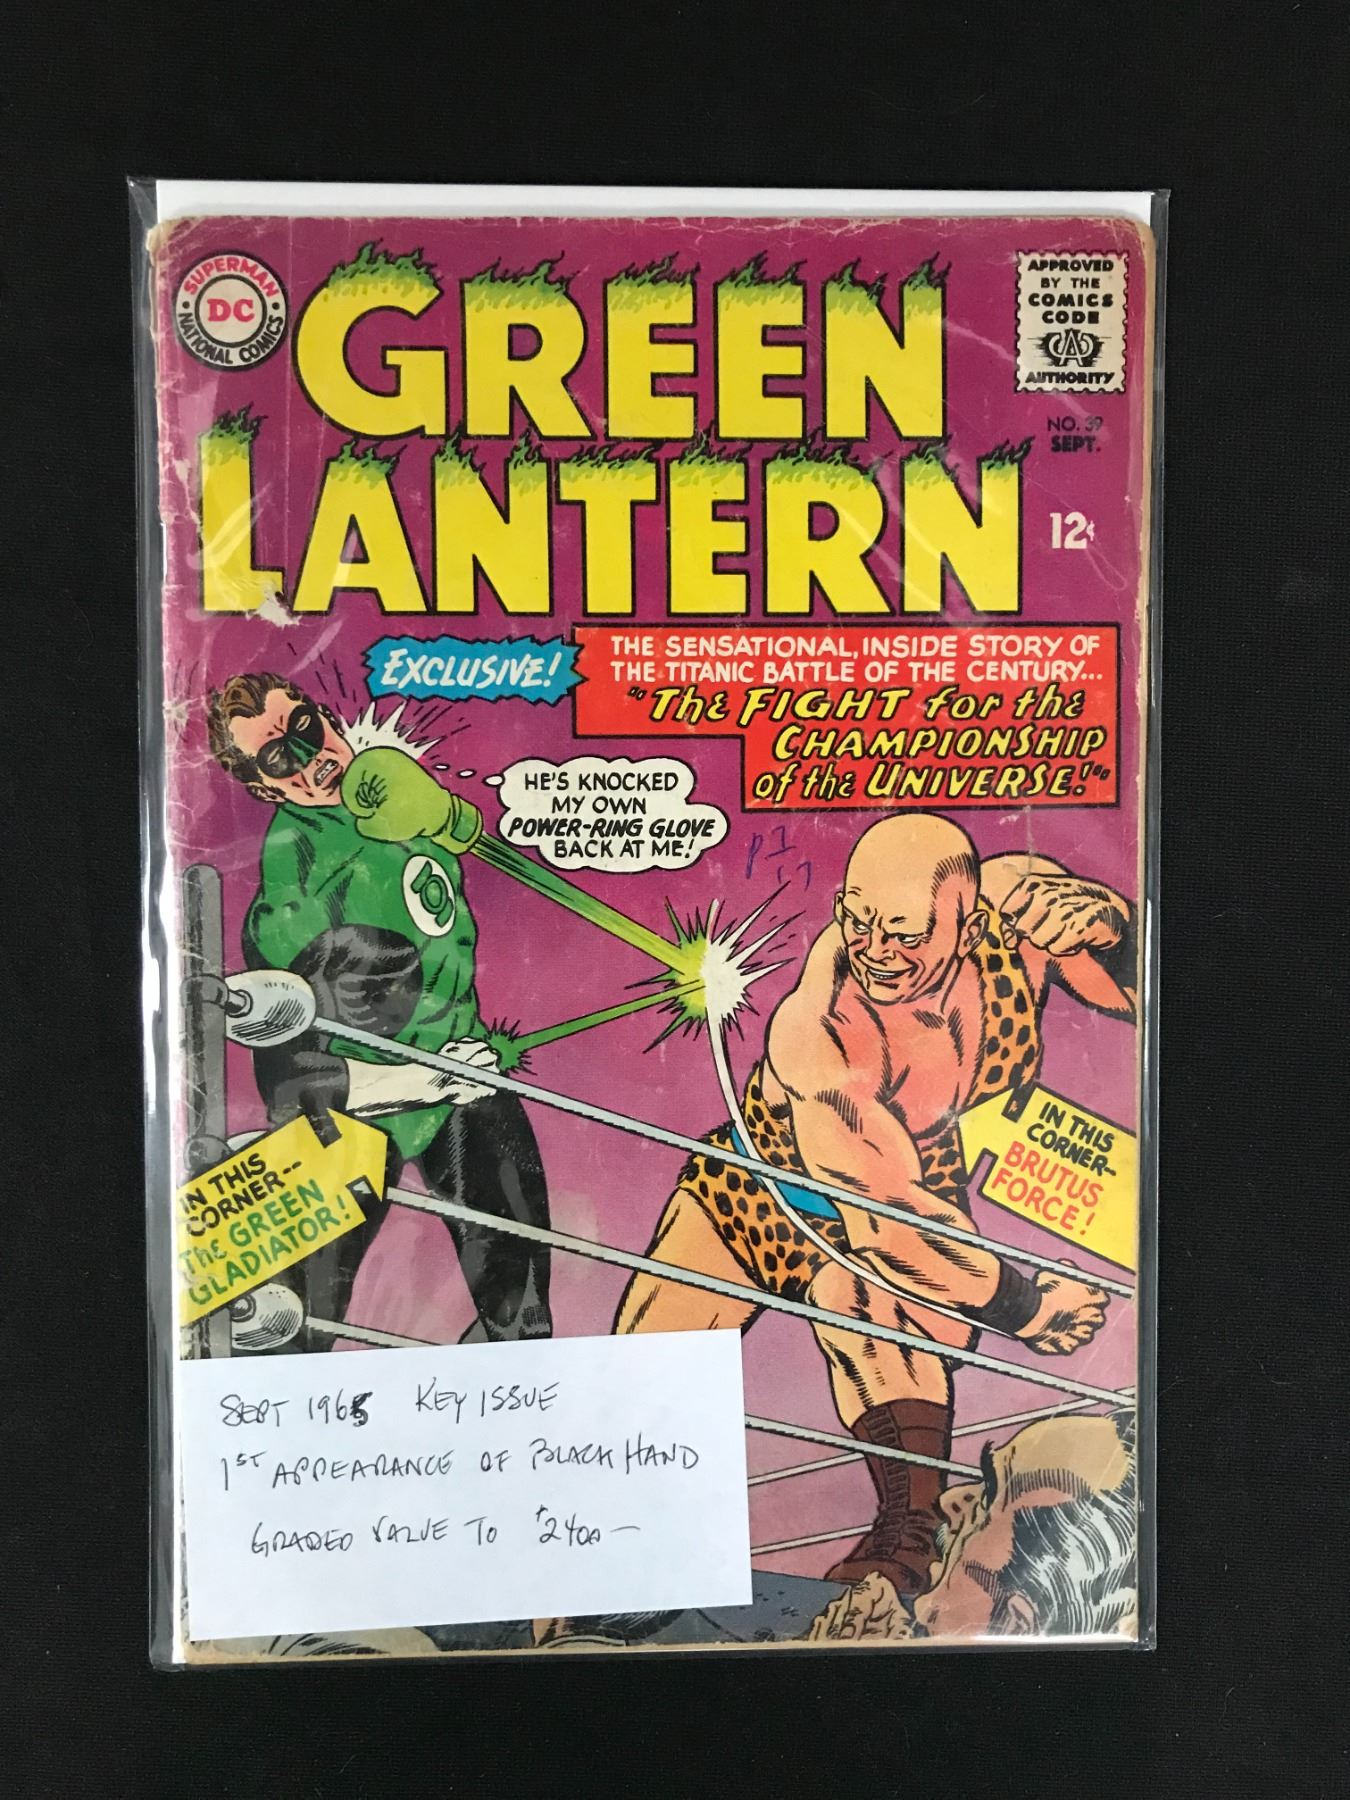 SUPERMAN
DC
NATIONAL COMICS
GREEN
LANTERN
APPROVED
BY THE
COMICS
CODE
CA
AUTHORITY
NO. 39
SEPT.
12¢
EXCLUSIVE!
THE SENSATIONAL, INSIDE STORY OF
THE TITANIC BATTLE OF THE CENTURY...
"The FIGHT for the
CHAMPIONSHIP
of the UNIVERSE!"
HE'S KNOCKED
MY OWN
POWER-RING GLOVE
BACK AT ME!
IN THIS
CORNER--
THE GREEN
GLADIATOR!
IN THIS
CORNER--
BRUTUS
FORCE!
SEPT 1965 KEY ISSUE
1ST APPEARANCE OF BLACK HAND
GRADED VALUE TO $2400—